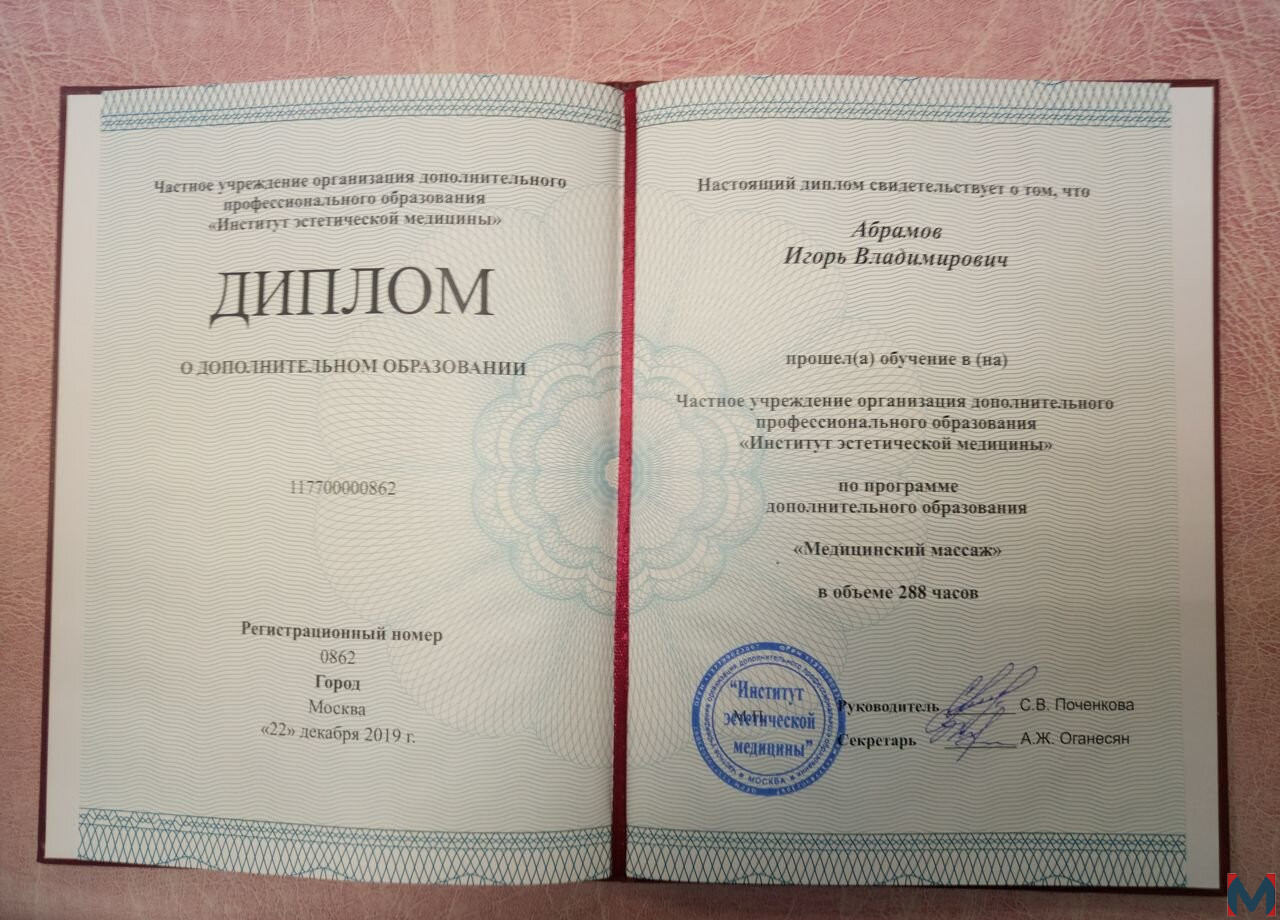 Частное учреждение организация дополнительного
профессионального образования
«Институт эстетической медицины»
ДИПЛОМ
О ДОПОЛНИТЕЛЬНОМ ОБРАЗОВАНИИ
117700000862
Регистрационный номер
0862
Город
Москва
«22» декабря 2019 г.
Настоящий диплом свидетельствует о том, что
Абрамов
Игорь Владимирович
прошел(а) обучение в (на)
Частное учреждение организация дополнительного
профессионального образования
«Институт эстетической медицины»
по программе
дополнительного образования
«Медицинский массаж»
в объеме 288 часов
М.П.
Руководитель С.В. Поченкова
Секретарь А.Ж. Оганесян
"Институт
эстетической
медицины"
МОСКВА
М